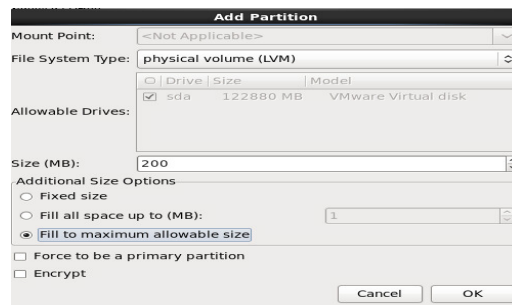 Add Partition
Mount Point: <Not Applicable>
File System Type: physical volume (LVM)
Drive Size Model
sda 122880 MB VMware Virtual disk
Allowable Drives:
Size (MB): 200
Additional Size Options
Fixed size
Fill all space up to (MB): 1
Fill to maximum allowable size
Force to be a primary partition
Encrypt
Cancel OK